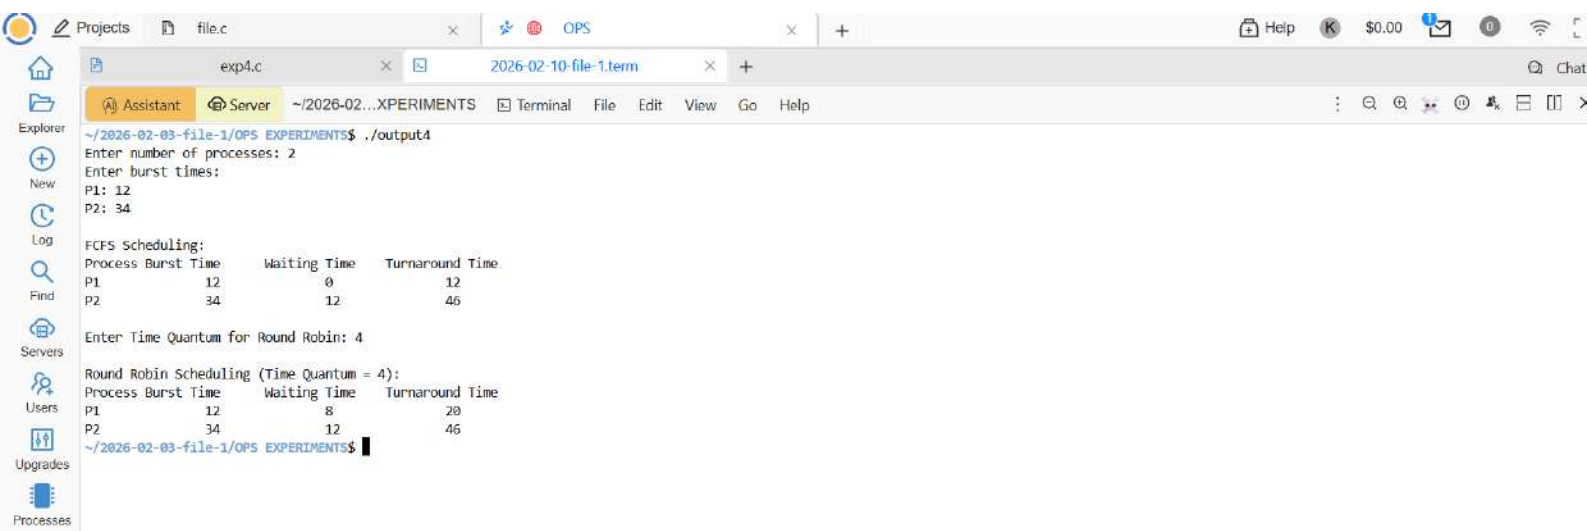 Projects file.c OPS Help K $0.00 1 0
exp4.c 2026-02-10-file-1.term Chat
AI Assistant Server ~/2026-02...XPERIMENTS Terminal File Edit View Go Help
Explorer
New
Log
Find
Servers
Users
Upgrades
Processes
~/2026-02-03-file-1/OPS EXPERIMENTS$ ./output4
Enter number of processes: 2
Enter burst times:
P1: 12
P2: 34
FCFS Scheduling:
Process Burst Time Waiting Time Turnaround Time
P1 12 0 12
P2 34 12 46
Enter Time Quantum for Round Robin: 4
Round Robin Scheduling (Time Quantum = 4):
Process Burst Time Waiting Time Turnaround Time
P1 12 8 20
P2 34 12 46
~/2026-02-03-file-1/OPS EXPERIMENTS$